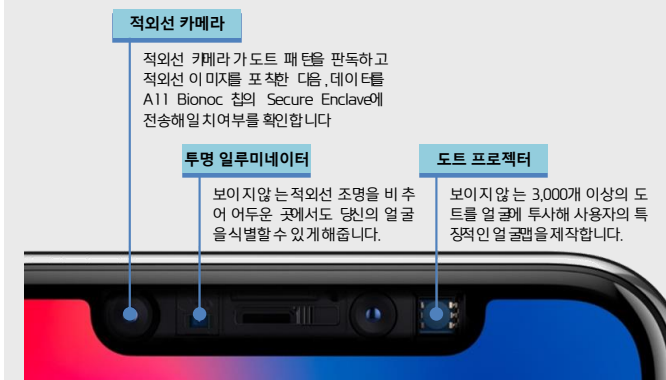 적외선 카메라
적외선 카메라가 도트 패턴을 판독하고
적외선 이미지를 포착한 다음, 데이터를
A11 Bionoc 칩의 Secure Enclave에
전송해 일치여부를 확인합니다
투명 일루미네이터
보이지 않는 적외선 조명을 비추
어 어두운 곳에서도 당신의 얼굴
을 식별할 수 있게 해줍니다.
도트 프로젝터
보이지 않는 3,000개 이상의 도
트를 얼굴에 투사해 사용자의 특
징적인 얼굴맵을 제작합니다.